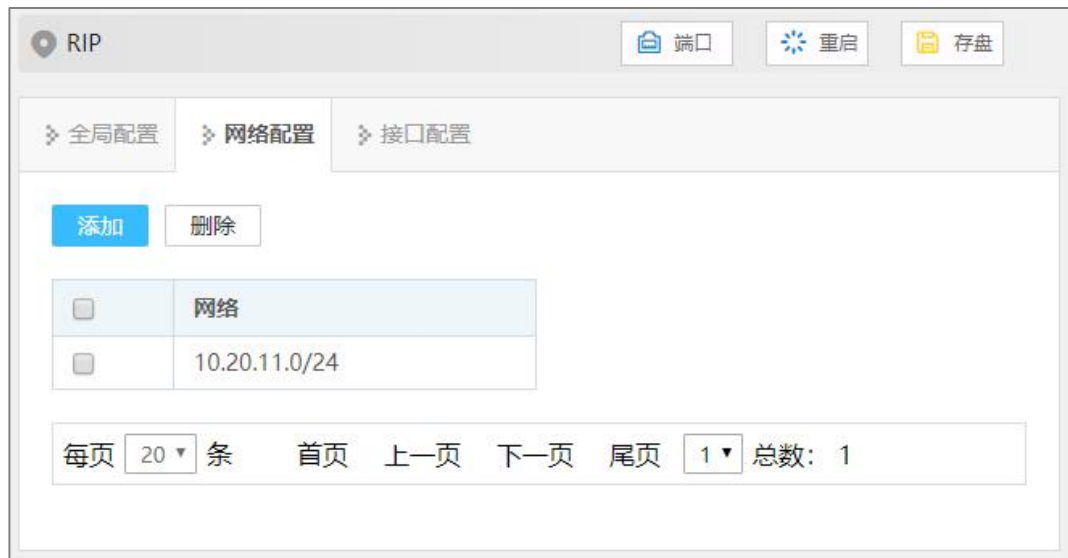 RIP 端口 重启 存盘
全局配置 网络配置 接口配置
添加 删除
网络
10.20.11.0/24
每页 20 条 首页 上一页 下一页 尾页 1 总数： 1